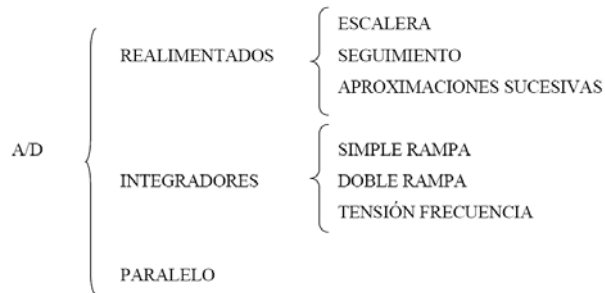 ESCALERA
REALIMENTADOS
SEGUIMIENTO
APROXIMACIONES SUCESIVAS
A/D
SIMPLE RAMPA
INTEGRADORES
DOBLE RAMPA
TENSIÓN FRECUENCIA
PARALELO